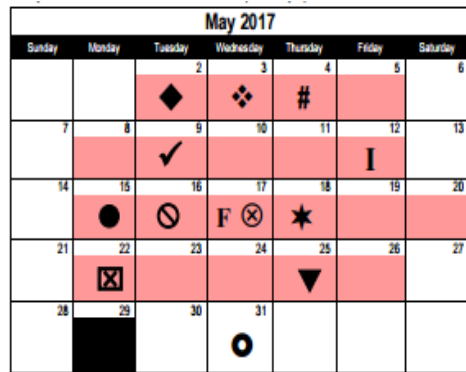 May 2017
Sunday Monday Tuesday Wednesday Thursday Friday Saturday
2 3 4 5 6
◆ ❖ #
7 8 9 10 11 12 13
✓ I
14 15 16 17 18 19 20
● 🛇 F ⊗ ✶
21 22 23 24 25 26 27
☒ ▼
28 29 30 31
O